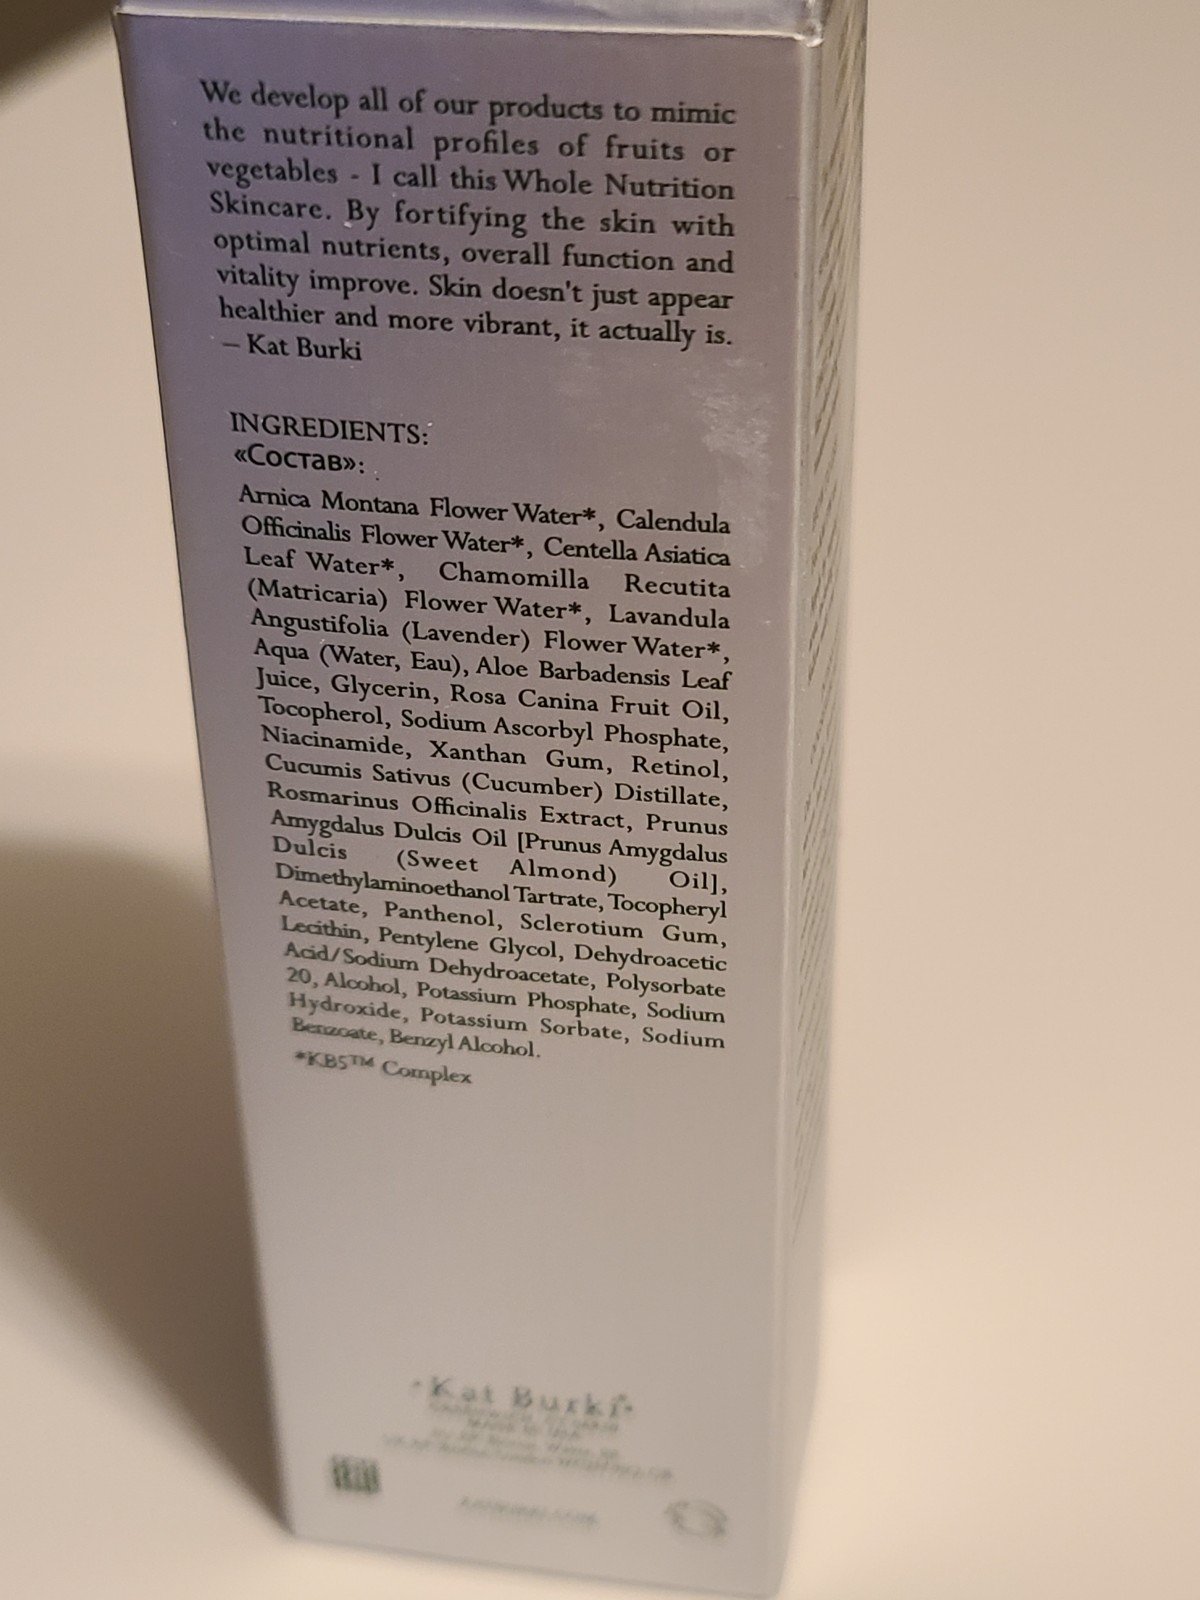 We develop all of our products to mimic
the nutritional profiles of fruits or
vegetables - I call this Whole Nutrition
Skincare. By fortifying the skin with
optimal nutrients, overall function and
vitality improve. Skin doesn't just appear
healthier and more vibrant, it actually is.
– Kat Burki
INGREDIENTS:
«Состав»:
Arnica Montana Flower Water*, Calendula
Officinalis Flower Water*, Centella Asiatica
Leaf Water*, Chamomilla Recutita
(Matricaria) Flower Water*, Lavandula
Angustifolia (Lavender) Flower Water*,
Aqua (Water, Eau), Aloe Barbadensis Leaf
Juice, Glycerin, Rosa Canina Fruit Oil,
Tocopherol, Sodium Ascorbyl Phosphate,
Niacinamide, Xanthan Gum, Retinol,
Cucumis Sativus (Cucumber) Distillate,
Rosmarinus Officinalis Extract, Prunus
Amygdalus Dulcis Oil [Prunus Amygdalus
Dulcis (Sweet Almond) Oil],
Dimethylaminoethanol Tartrate, Tocopheryl
Acetate, Panthenol, Sclerotium Gum,
Lecithin, Pentylene Glycol, Dehydroacetic
Acid/Sodium Dehydroacetate, Polysorbate
20, Alcohol, Potassium Phosphate, Sodium
Hydroxide, Potassium Sorbate, Sodium
Benzoate, Benzyl Alcohol.
*KB5™ Complex
·Kat Burki·